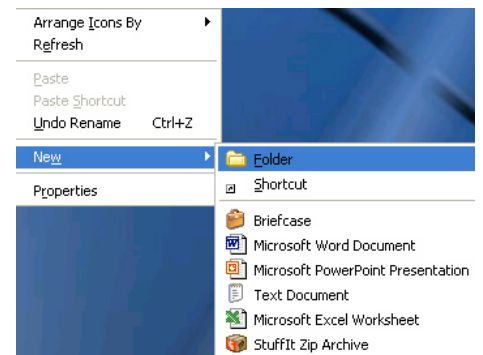 Arrange Icons By
Refresh
Paste
Paste Shortcut
Undo Rename Ctrl+Z
New
Properties
Folder
Shortcut
Briefcase
Microsoft Word Document
Microsoft PowerPoint Presentation
Text Document
Microsoft Excel Worksheet
StuffIt Zip Archive